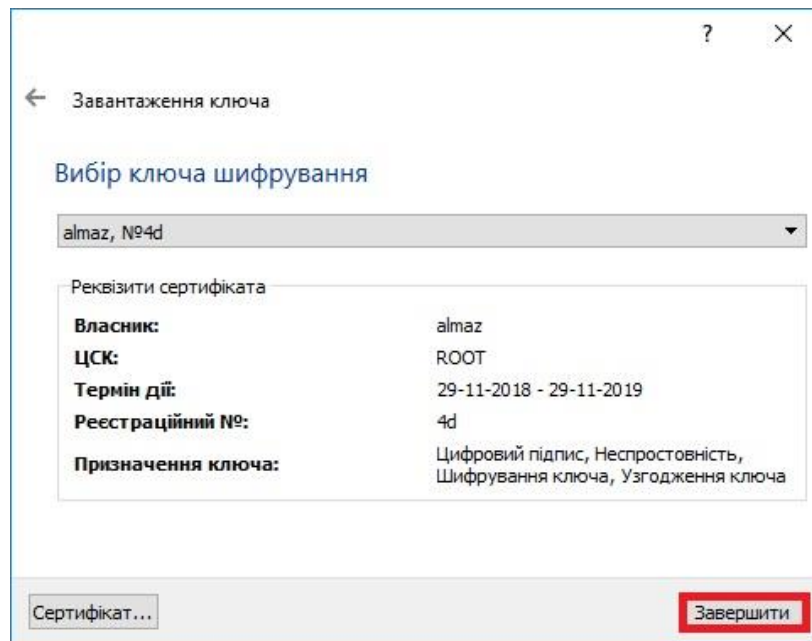 ?
Завантаження ключа
Вибір ключа шифрування
almaz, №4d
Реквізити сертифіката
Власник: almaz
ЦСК: ROOT
Термін дії: 29-11-2018 - 29-11-2019
Реєстраційний №: 4d
Призначення ключа: Цифровий підпис, Неспростовність,
Шифрування ключа, Узгодження ключа
Сертифікат... Завершити